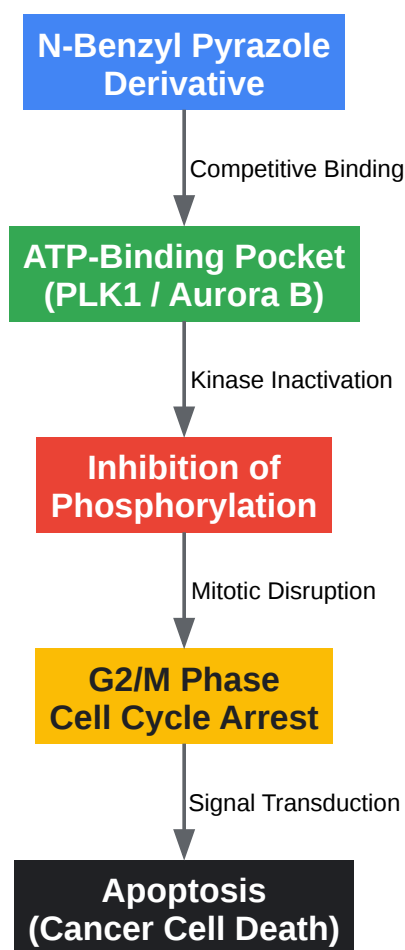 N-Benzyl Pyrazole
Derivative
Competitive Binding
ATP-Binding Pocket
(PLK1 / Aurora B)
Kinase Inactivation
Inhibition of
Phosphorylation
Mitotic Disruption
G2/M Phase
Cell Cycle Arrest
Signal Transduction
Apoptosis
(Cancer Cell Death)